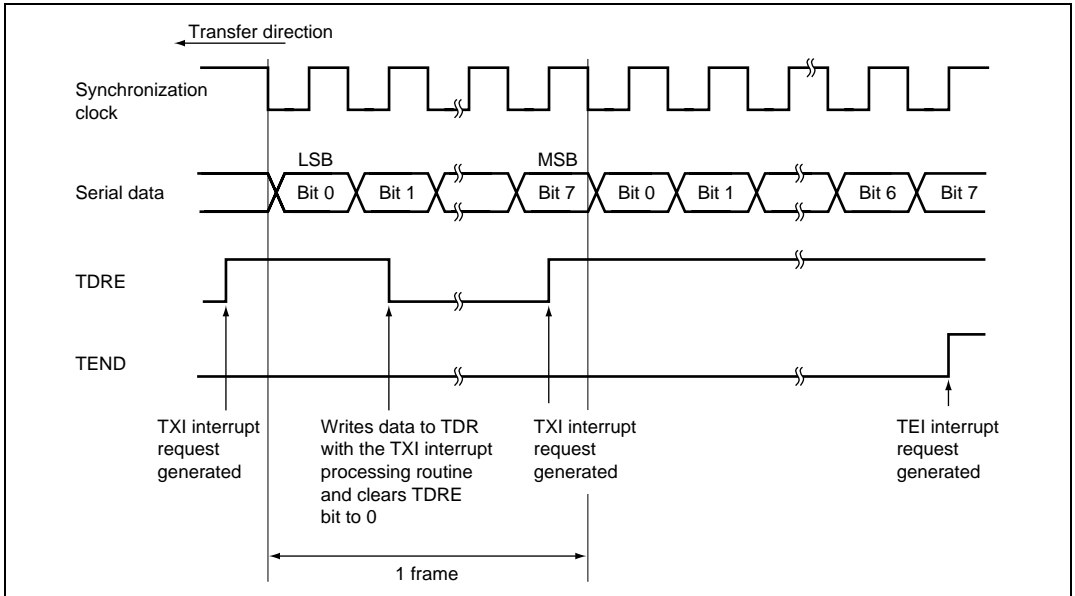 Transfer direction
Synchronization
clock
LSB
MSB
Serial data
Bit 0
Bit 1
Bit 7
Bit 0
Bit 1
Bit 6
Bit 7
TDRE
TEND
TXI interrupt
request
generated
Writes data to TDR
with the TXI interrupt
processing routine
and clears TDRE
bit to 0
TXI interrupt
request
generated
TEI interrupt
request
generated
1 frame